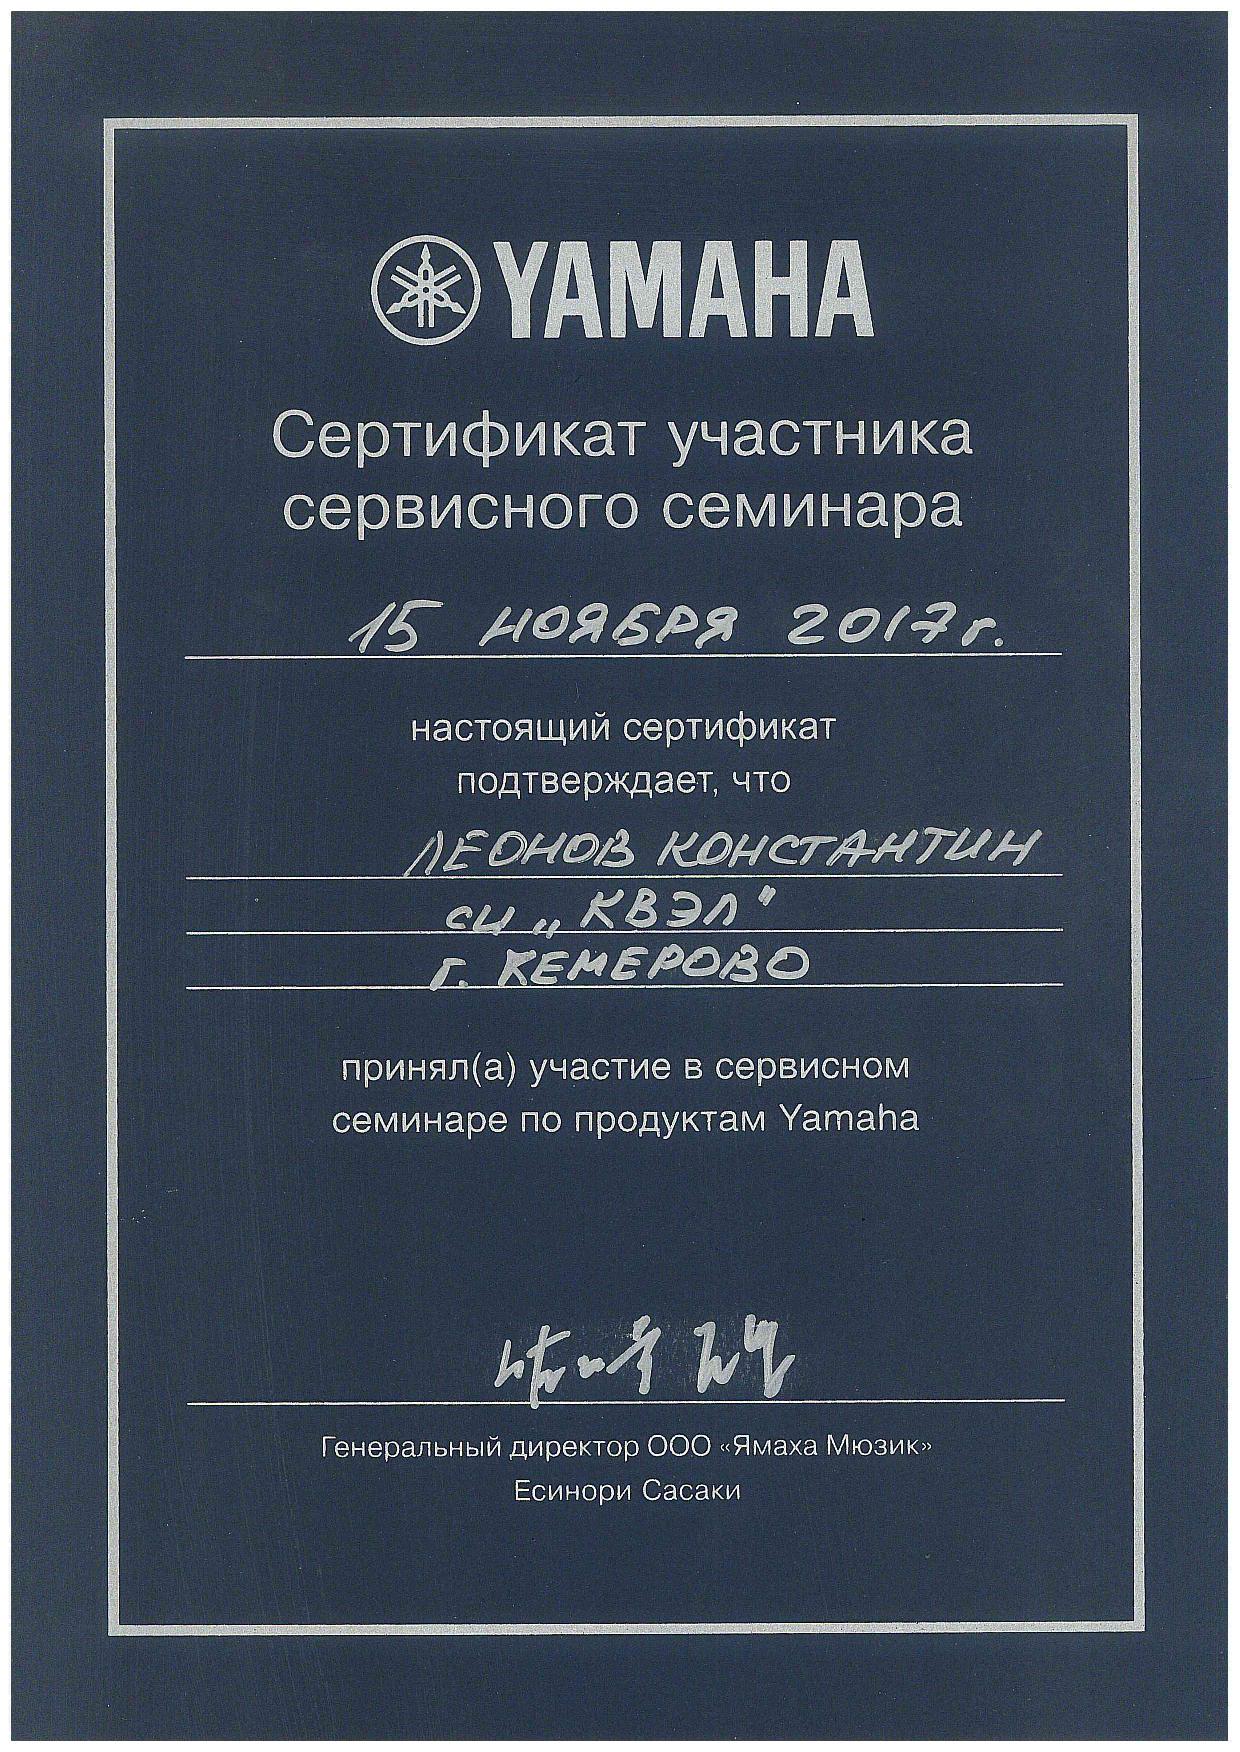 YAMAHA
Сертификат участника
сервисного семинара
15 НОЯБРЯ 2017 г.
настоящий сертификат
подтверждает, что
ЛЕОНОВ КОНСТАНТИН
СЦ „КВЭЛ"
г. КЕМЕРОВО
принял(а) участие в сервисном
семинаре по продуктам Yamaha
Генеральный директор ООО «Ямаха Мюзик»
Есинори Сасаки